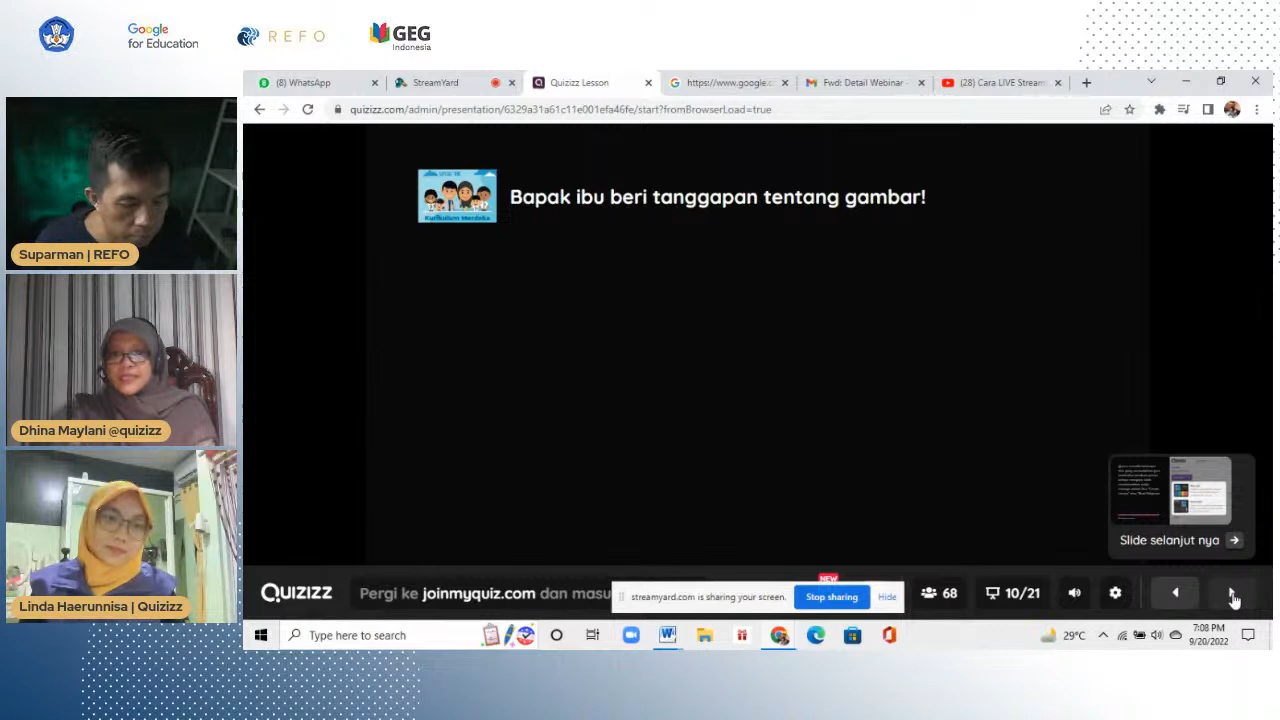 Google
for Education
REFO
GEG
Indonesia
(8) WhatsApp
StreamYard
Quizizz Lesson
https://www.google.c
Fwd: Detail Webinar -
(28) Cara LIVE Stream
quizizz.com/admin/presentation/6329a31a61c11e001efa46fe/start?fromBrowserLoad=true
Kurikulum Merdeka
Bapak ibu beri tanggapan tentang gambar!
Suparman | REFO
Dhina Maylani @quizizz
Linda Haerunnisa | Quizizz
Slide selanjut nya
QUIZIZZ
Pergi ke joinmyquiz.com dan masu
streamyard.com is sharing your screen.
Stop sharing
Hide
NEW
68
10/21
Type here to search
29°C
7:08 PM
9/20/2022